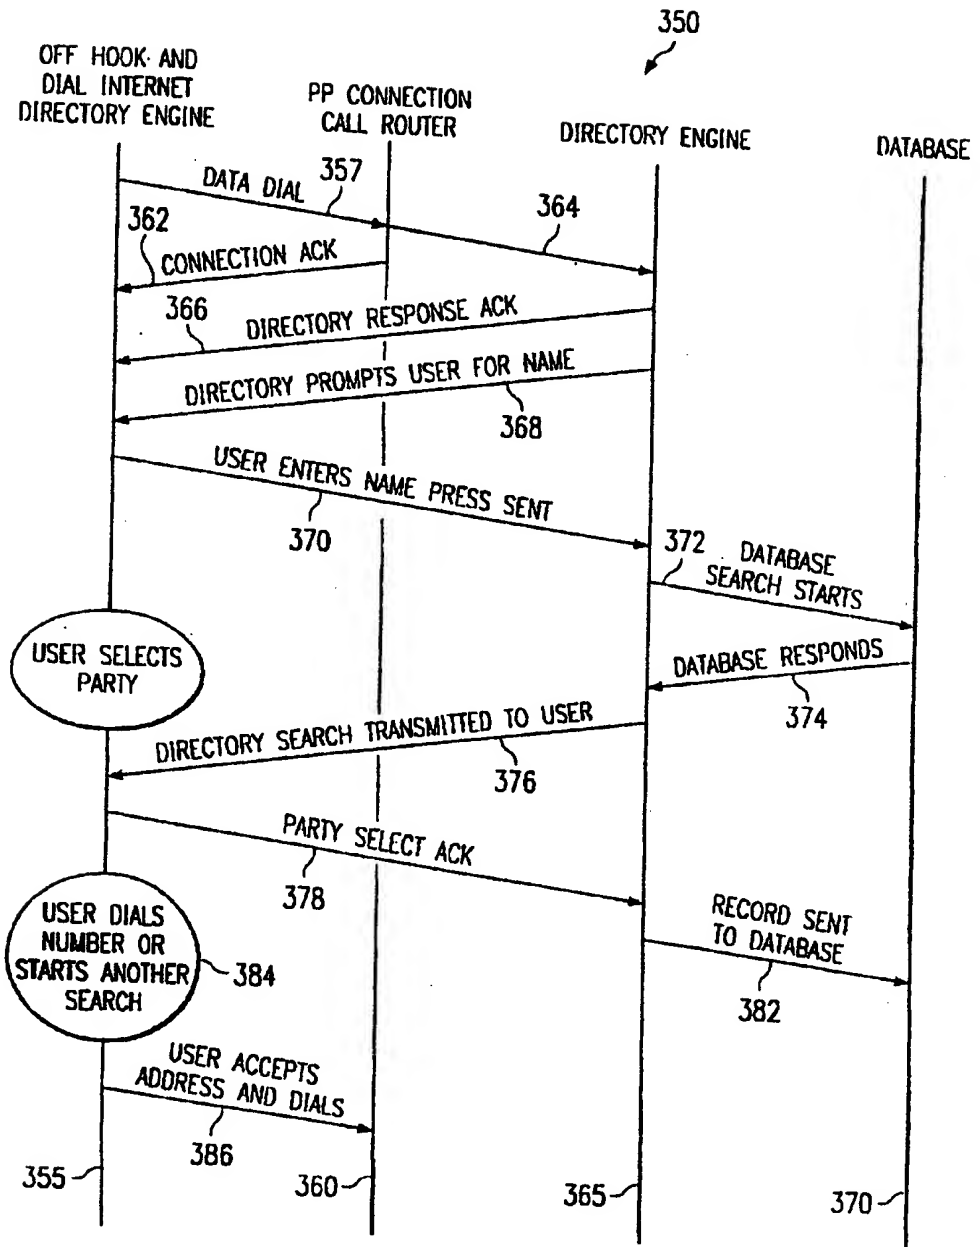 350
OFF HOOK AND
DIAL INTERNET
DIRECTORY ENGINE
PP CONNECTION
CALL ROUTER
DIRECTORY ENGINE
DATABASE
DATA DIAL
357
364
362
CONNECTION ACK
366
DIRECTORY RESPONSE ACK
DIRECTORY PROMPTS USER FOR NAME
368
USER ENTERS NAME PRESS SENT
370
372
DATABASE
SEARCH STARTS
USER SELECTS
PARTY
DATABASE RESPONDS
374
DIRECTORY SEARCH TRANSMITTED TO USER
376
PARTY SELECT ACK
378
USER DIALS
NUMBER OR
STARTS ANOTHER
SEARCH
384
RECORD SENT
TO DATABASE
382
USER ACCEPTS
ADDRESS AND DIALS
386
355
360
365
370